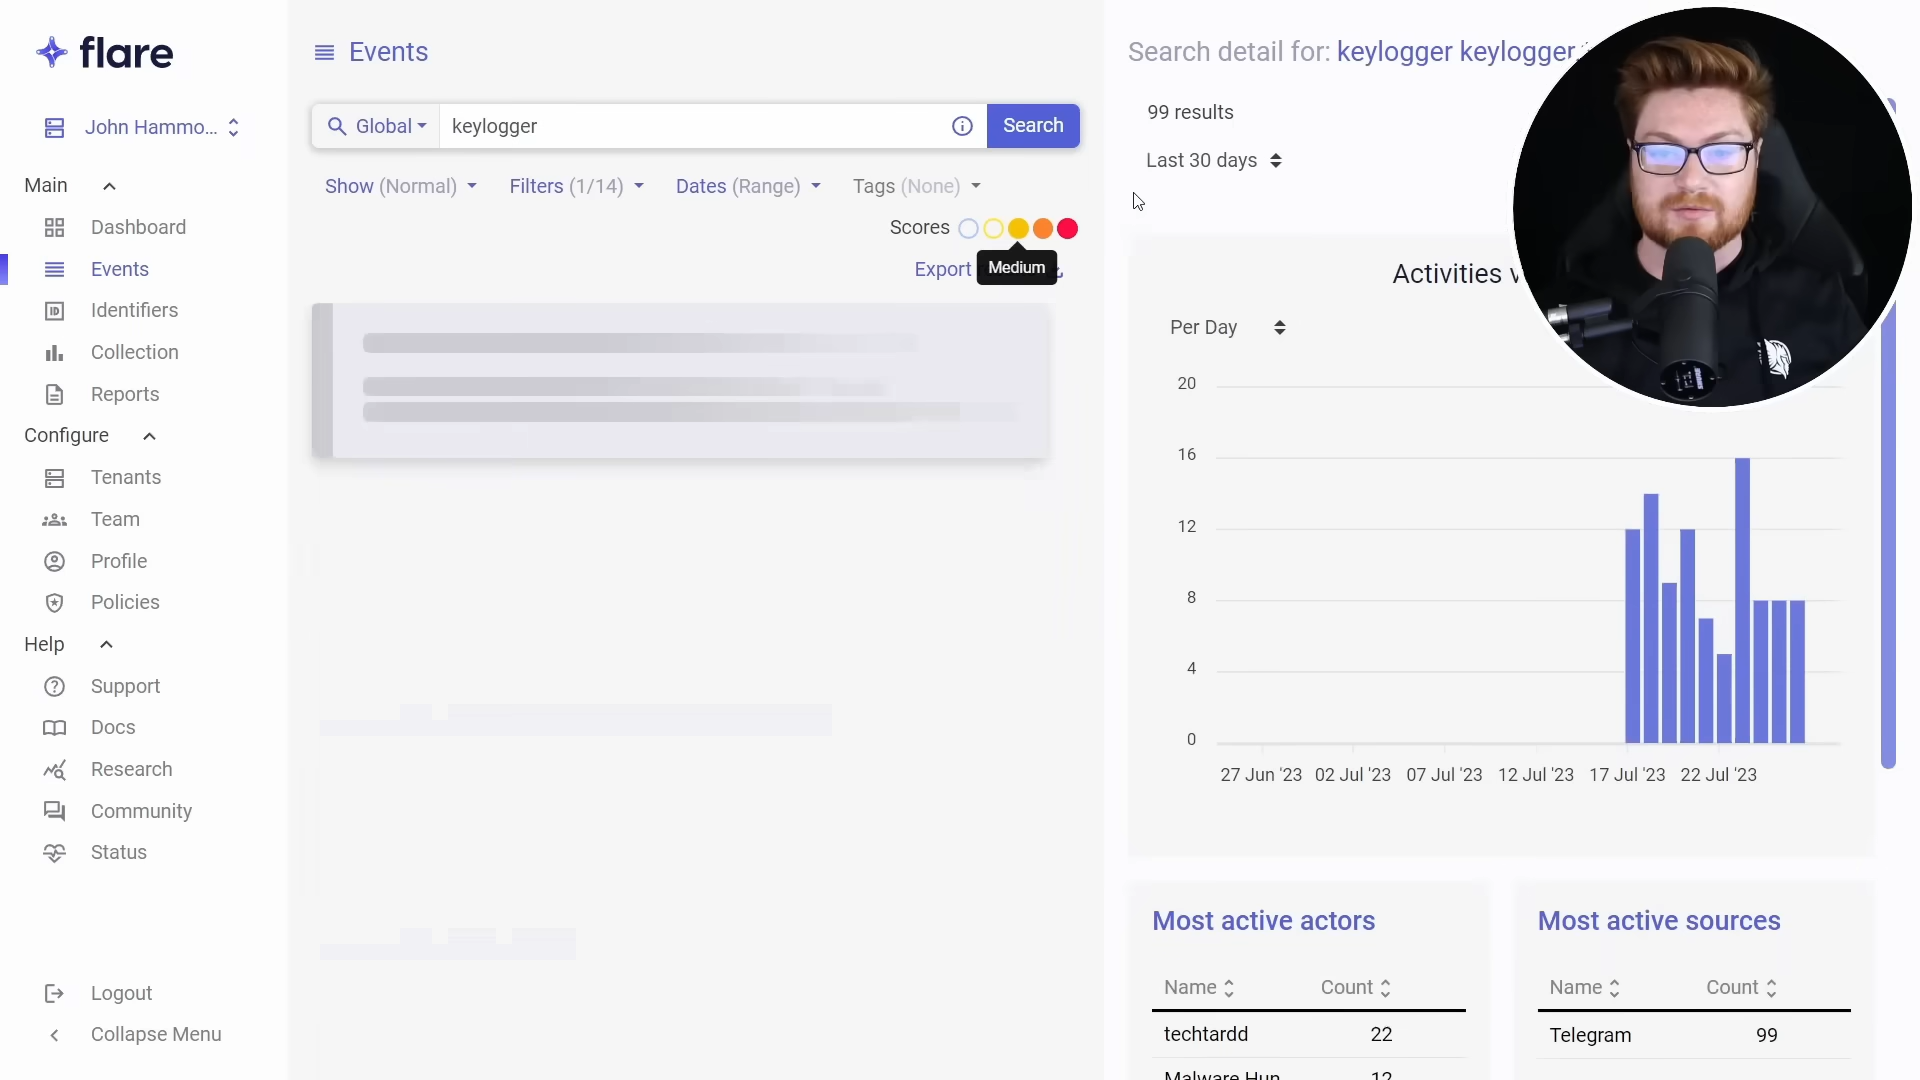 flare
John Hammo...
Main
Dashboard
Events
Identifiers
Collection
Reports
Configure
Tenants
Team
Profile
Policies
Help
Support
Docs
Research
Community
Status
Logout
Collapse Menu
Events
Global
keylogger
Search
Show (Normal)
Filters (1/14)
Dates (Range)
Tags (None)
Scores
Export
Medium
Search detail for: keylogger keylogger
99 results
Last 30 days
Activities
Per Day
20
16
12
8
4
0
27 Jun '23 02 Jul '23 07 Jul '23 12 Jul '23 17 Jul '23 22 Jul '23
Most active actors
Name Count
techtardd 22
Malware Hun 12
Most active sources
Name Count
Telegram 99